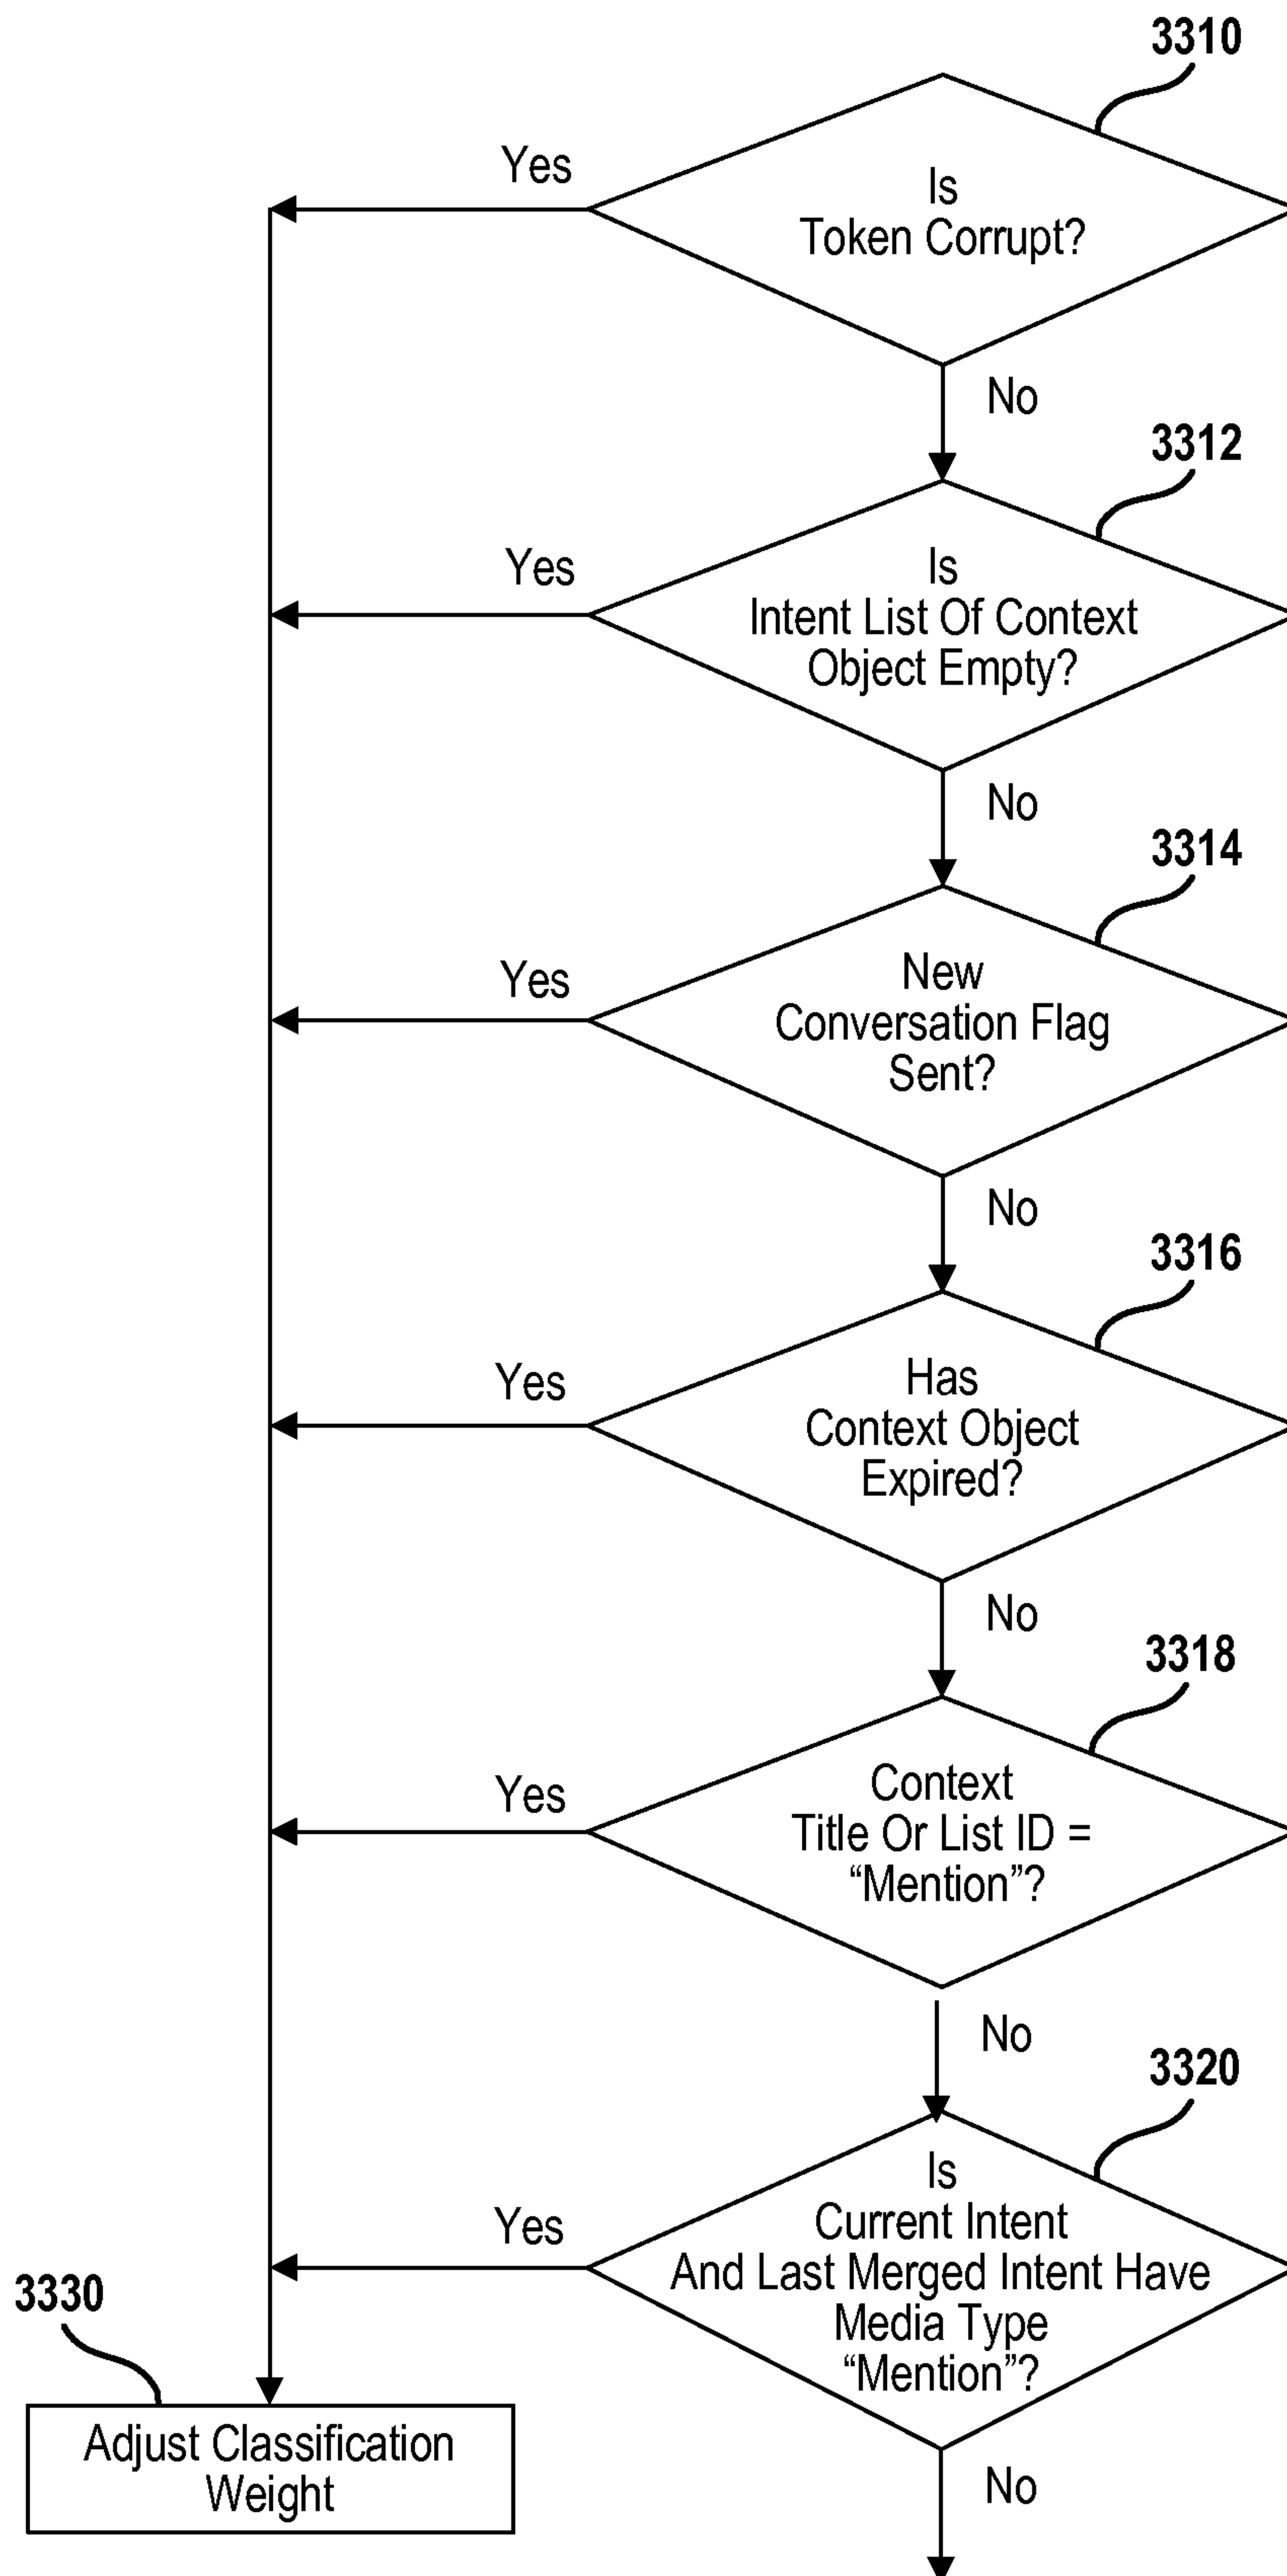 3310
Yes
Is
Token Corrupt?
No
3312
Yes
Is
Intent List Of Context
Object Empty?
No
3314
Yes
New
Conversation Flag
Sent?
No
3316
Yes
Has
Context Object
Expired?
No
3318
Yes
Context
Title Or List ID =
“Mention”?
No
3320
Yes
Is
Current Intent
And Last Merged Intent Have
Media Type
“Mention”?
3330
Adjust Classification
Weight
No